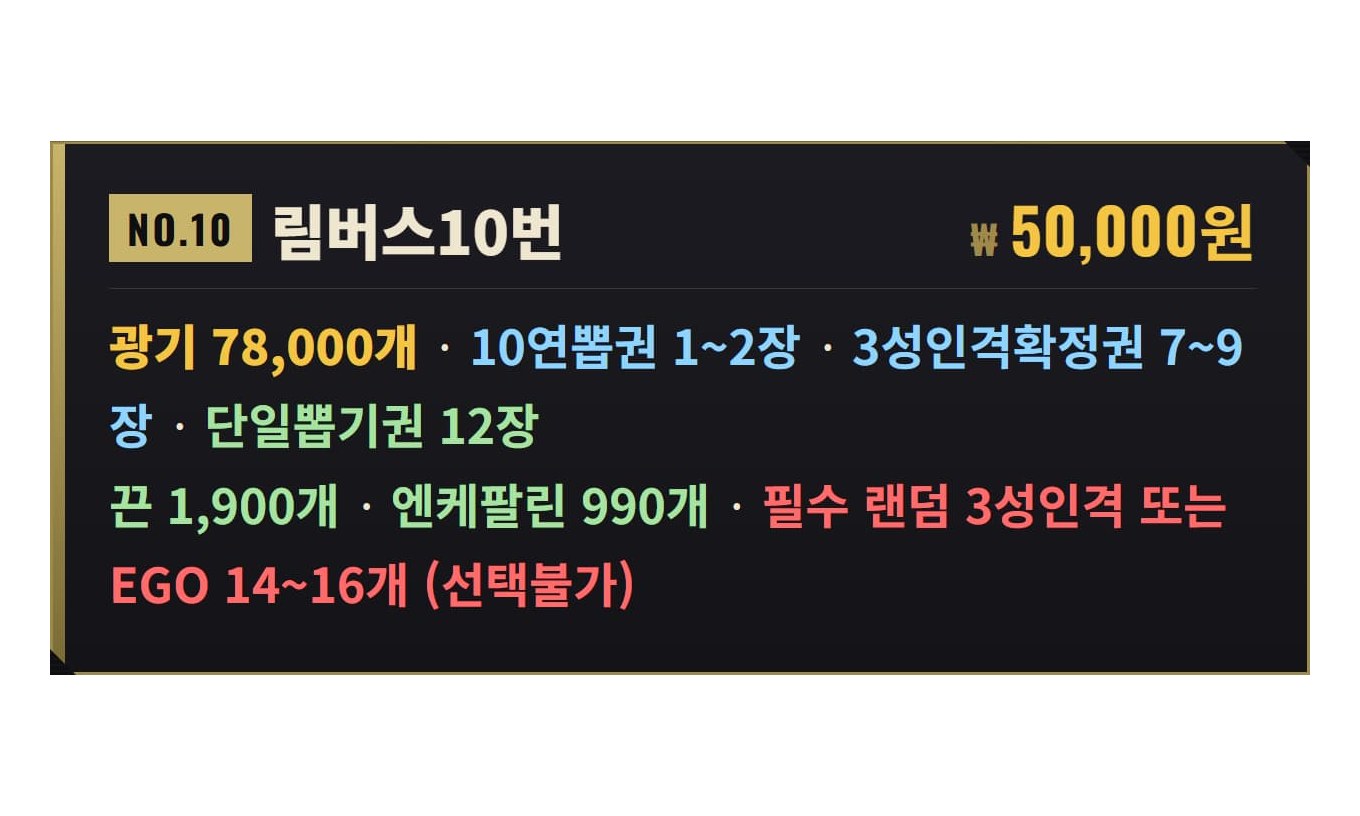 NO.10 림버스10번 ₩ 50,000원
광기 78,000개 · 10연뽑권 1~2장 · 3성인격확정권 7~9
장 · 단일뽑기권 12장
끈 1,900개 · 엔케팔린 990개 · 필수 랜덤 3성인격 또는
EGO 14~16개 (선택불가)